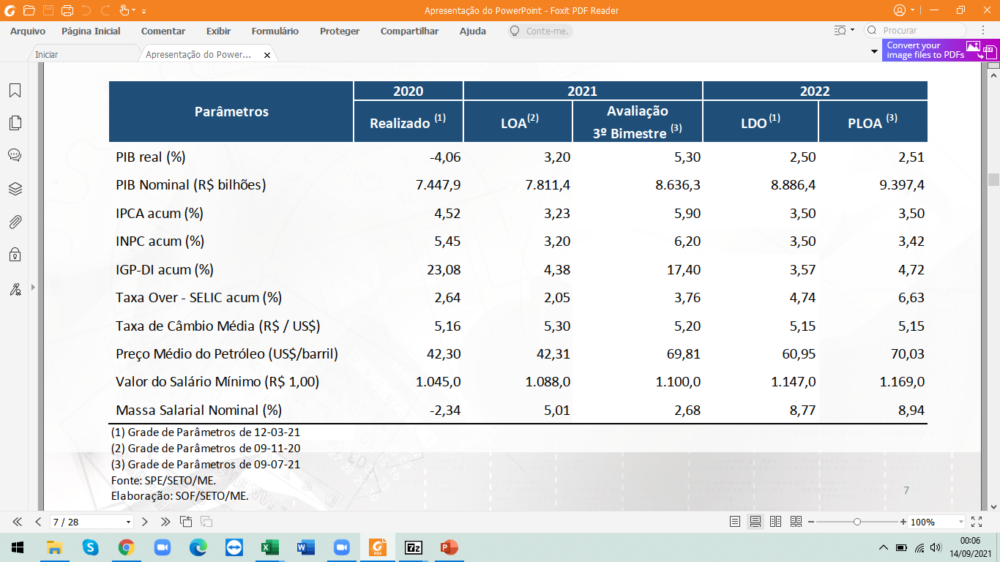 Apresentação do PowerPoint - Foxit PDF Reader
Arquivo Página Inicial Comentar Exibir Formulário Proteger Compartilhar Ajuda Conte-me. Procurar
Iniciar Apresentação do Power... Convert your image files to PDFs
Parâmetros 2020 2021 2022
Realizado (1) LOA(2) Avaliação 3º Bimestre (3) LDO (1) PLOA (3)
PIB real (%) -4,06 3,20 5,30 2,50 2,51
PIB Nominal (R$ bilhões) 7.447,9 7.811,4 8.636,3 8.886,4 9.397,4
IPCA acum (%) 4,52 3,23 5,90 3,50 3,50
INPC acum (%) 5,45 3,20 6,20 3,50 3,42
IGP-DI acum (%) 23,08 4,38 17,40 3,57 4,72
Taxa Over - SELIC acum (%) 2,64 2,05 3,76 4,74 6,63
Taxa de Câmbio Média (R$ / US$) 5,16 5,30 5,20 5,15 5,15
Preço Médio do Petróleo (US$/barril) 42,30 42,31 69,81 60,95 70,03
Valor do Salário Mínimo (R$ 1,00) 1.045,0 1.088,0 1.100,0 1.147,0 1.169,0
Massa Salarial Nominal (%) -2,34 5,01 2,68 8,77 8,94
(1) Grade de Parâmetros de 12-03-21
(2) Grade de Parâmetros de 09-11-20
(3) Grade de Parâmetros de 09-07-21
Fonte: SPE/SETO/ME.
Elaboração: SOF/SETO/ME.
7
7 / 28 100%
00:06
14/09/2021